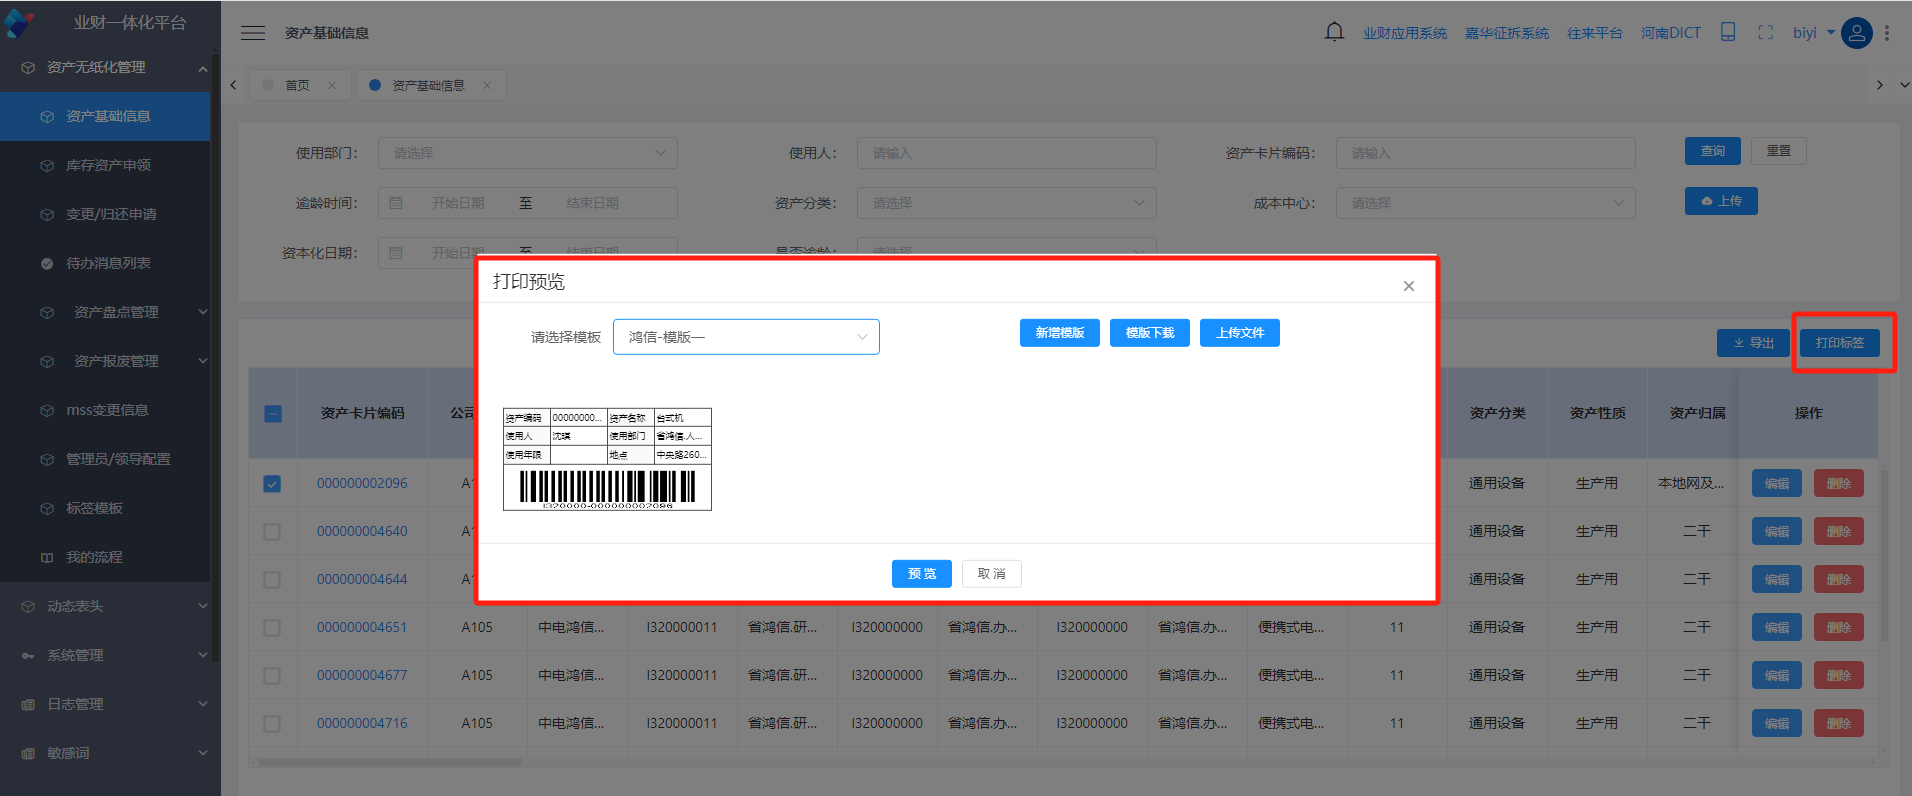 业财一体化平台
资产无纸化管理
资产基础信息
库存资产申领
变更/归还申请
待办消息列表
资产盘点管理
资产报废管理
mss变更信息
管理员/领导配置
标签模板
我的流程
动态表头
系统管理
日志管理
敏感词
资产基础信息
业财应用系统 嘉华征拆系统 往来平台 河南DICT biyi
首页 资产基础信息
使用部门： 请选择 使用人： 请输入 资产卡片编码： 请输入 查询 重置
逾龄时间： 开始日期 至 结束日期 资产分类： 请选择 成本中心： 请选择 上传
资本化日期： 开始日期 至 结束日期 是否逾龄： 请选择
导出 打印标签
打印预览
请选择模板 鸿信-模版一 新增模版 模版下载 上传文件
资产编码 00000000... 资产名称 台式机
使用人 沈琪 使用部门 省鸿信.人...
使用年限 地点 中央路260...
I320000-000000002096
预 览 取 消
资产卡片编码 公司 资产分类 资产性质 资产归属 操作
000000002096 A1 通用设备 生产用 本地网及... 编辑 删除
000000004640 A1 通用设备 生产用 二干 编辑 删除
000000004644 A1 通用设备 生产用 二干 编辑 删除
000000004651 A105 中电鸿信... I320000011 省鸿信.研... I320000000 省鸿信.办... I320000000 省鸿信.办... 便携式电... 11 通用设备 生产用 二干 编辑 删除
000000004677 A105 中电鸿信... I320000011 省鸿信.研... I320000000 省鸿信.办... I320000000 省鸿信.办... 便携式电... 11 通用设备 生产用 二干 编辑 删除
000000004716 A105 中电鸿信... I320000011 省鸿信.研... I320000000 省鸿信.办... I320000000 省鸿信.办... 便携式电... 11 通用设备 生产用 二干 编辑 删除